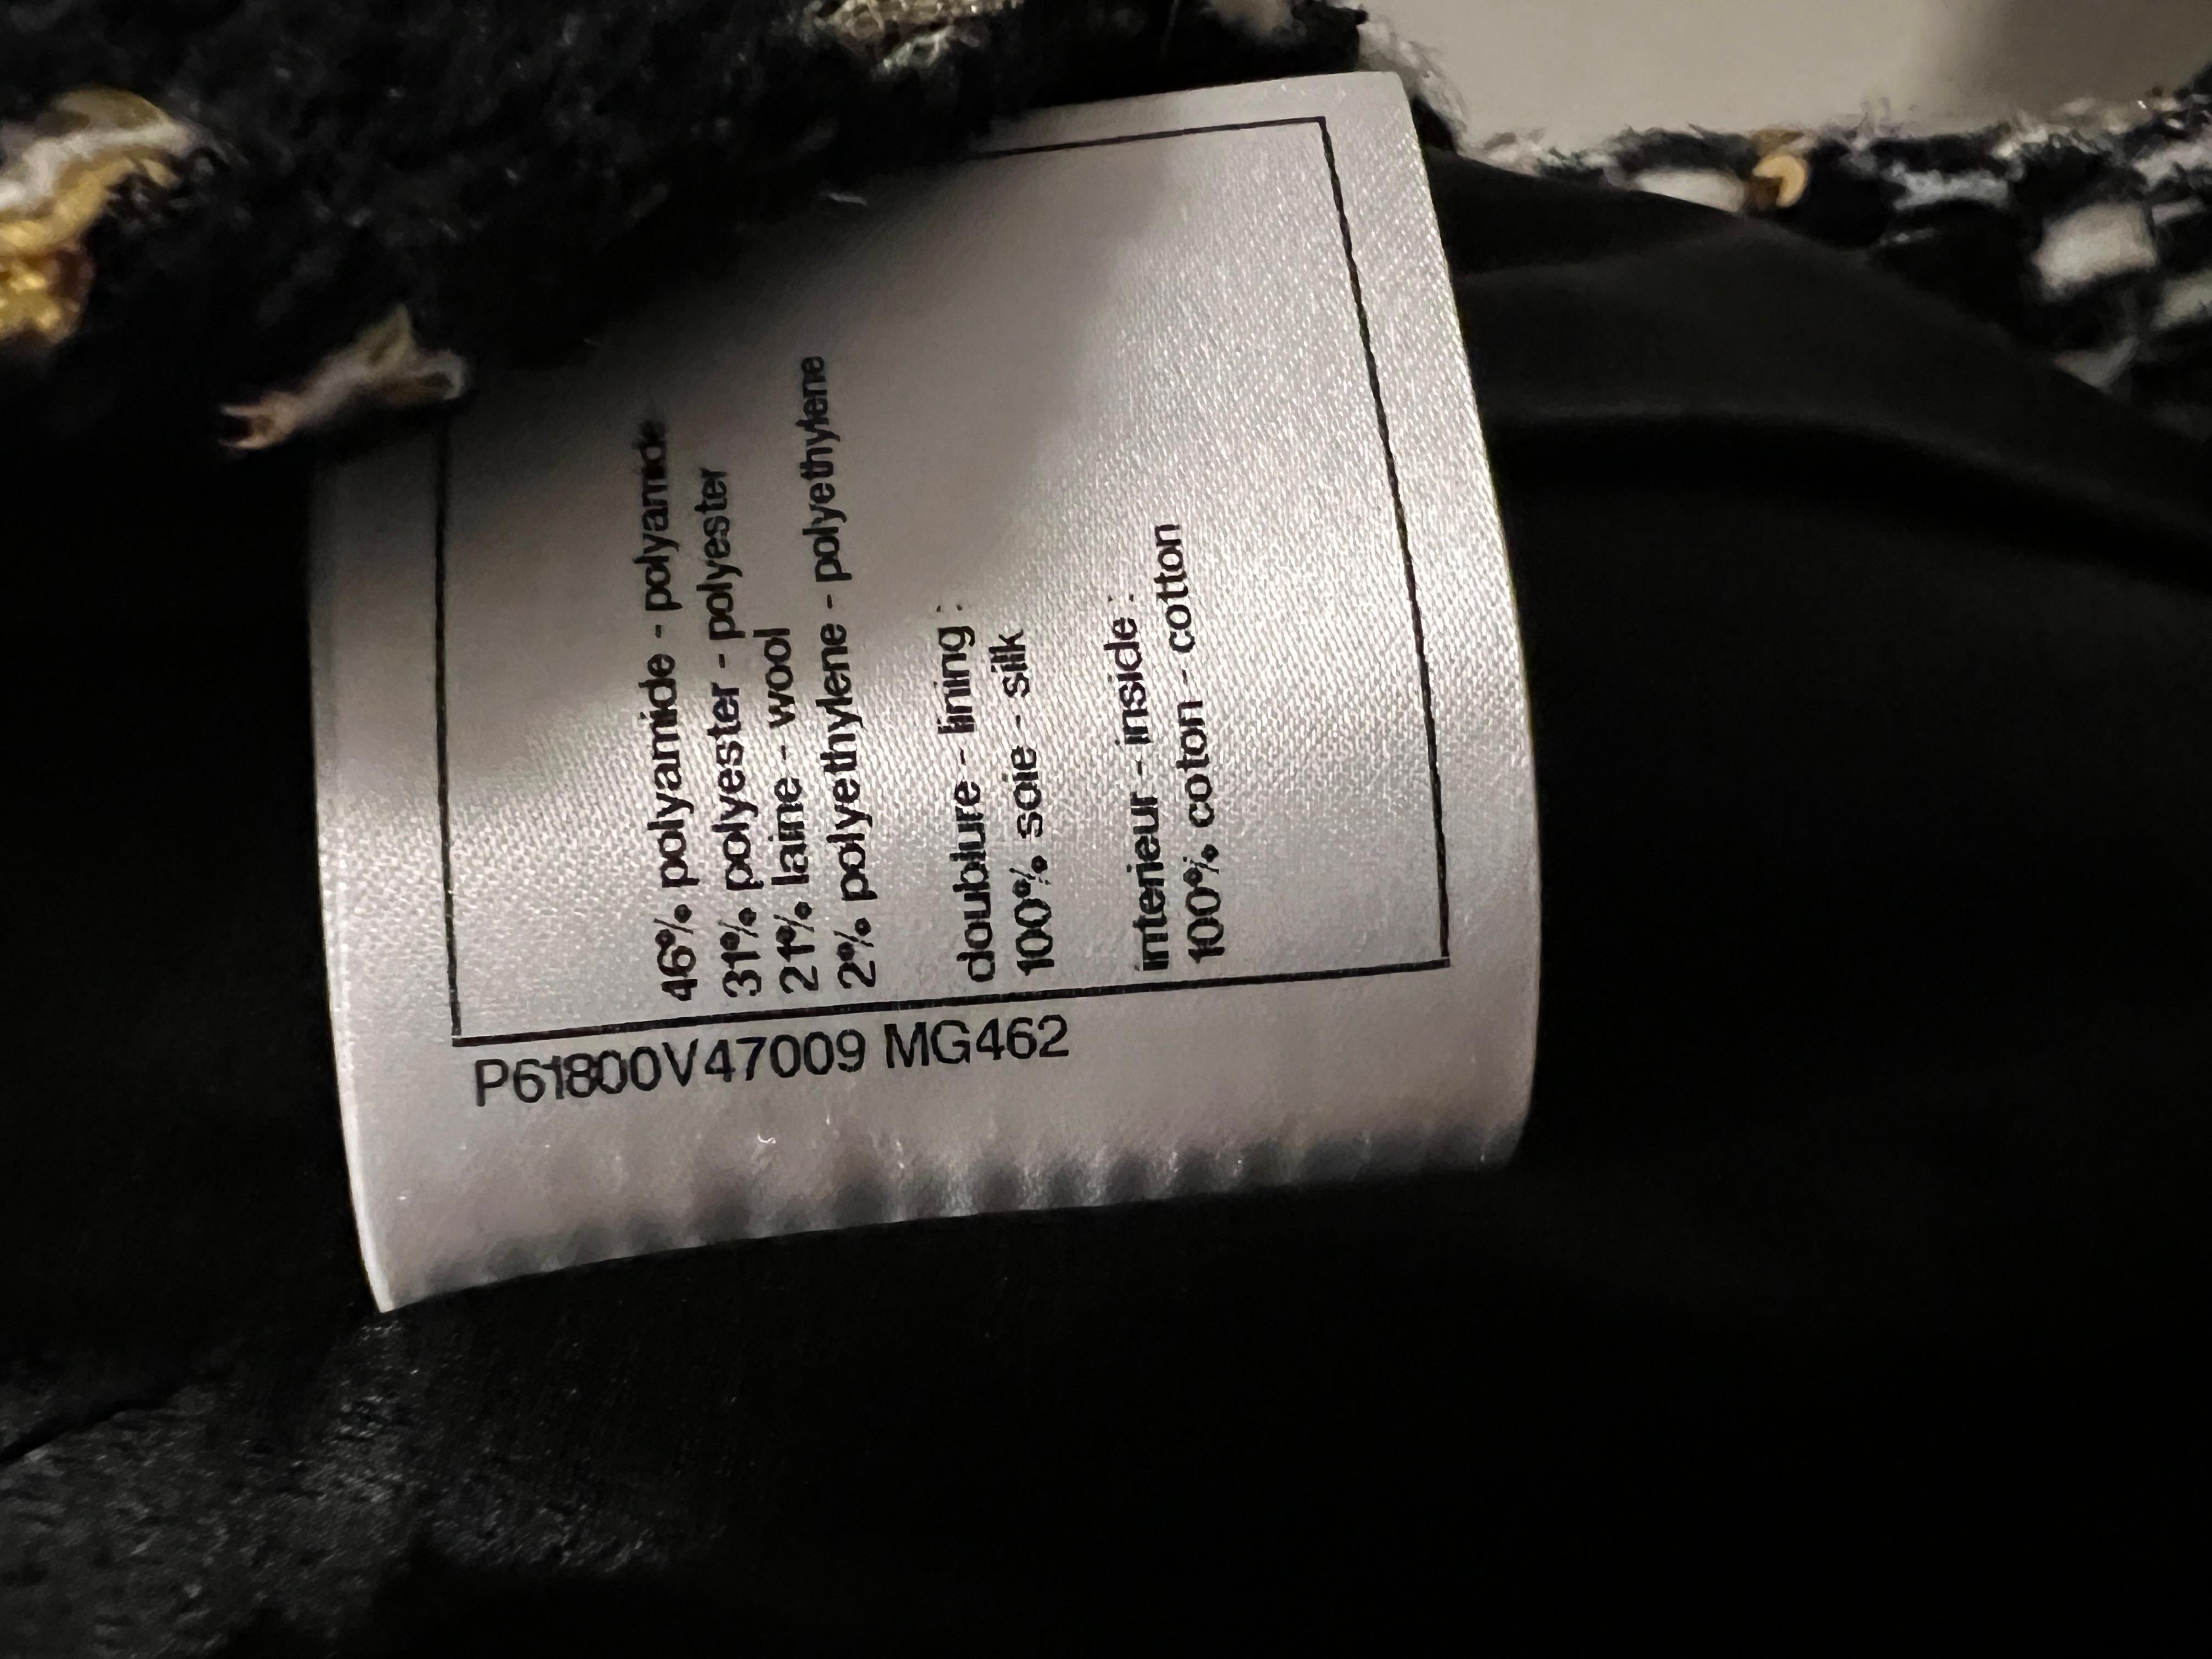 46% polyamide - polyamide
31% polyester - polyester
21% laine - wool
2% polyethylene - polyethylene
doublure - lining :
100% soie - silk
interieur - inside :
100% coton - cotton
P61800V47009 MG462